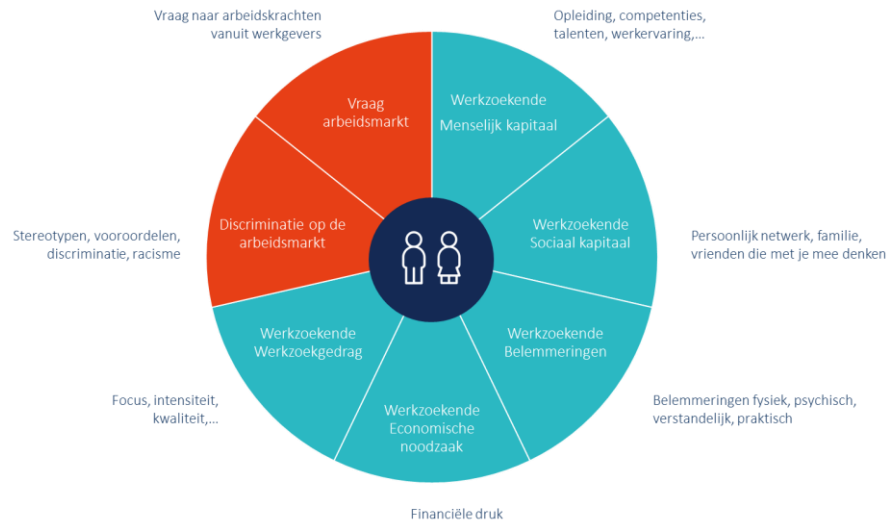 Vraag naar arbeidskrachten
vanuit werkgevers
Opleiding, competenties,
talenten, werkervaring,...
Vraag
arbeidsmarkt
Werkzoekende
Menselijk kapitaal
Stereotypen, vooroordelen,
discriminatie, racisme
Discriminatie op de
arbeidsmarkt
Werkzoekende
Sociaal kapitaal
Persoonlijk netwerk, familie,
vrienden die met je mee denken
Werkzoekende
Werkzoekgedrag
Werkzoekende
Belemmeringen
Focus, intensiteit,
kwaliteit,...
Werkzoekende
Economische
noodzaak
Belemmeringen fysiek, psychisch,
verstandelijk, praktisch
Financiële druk